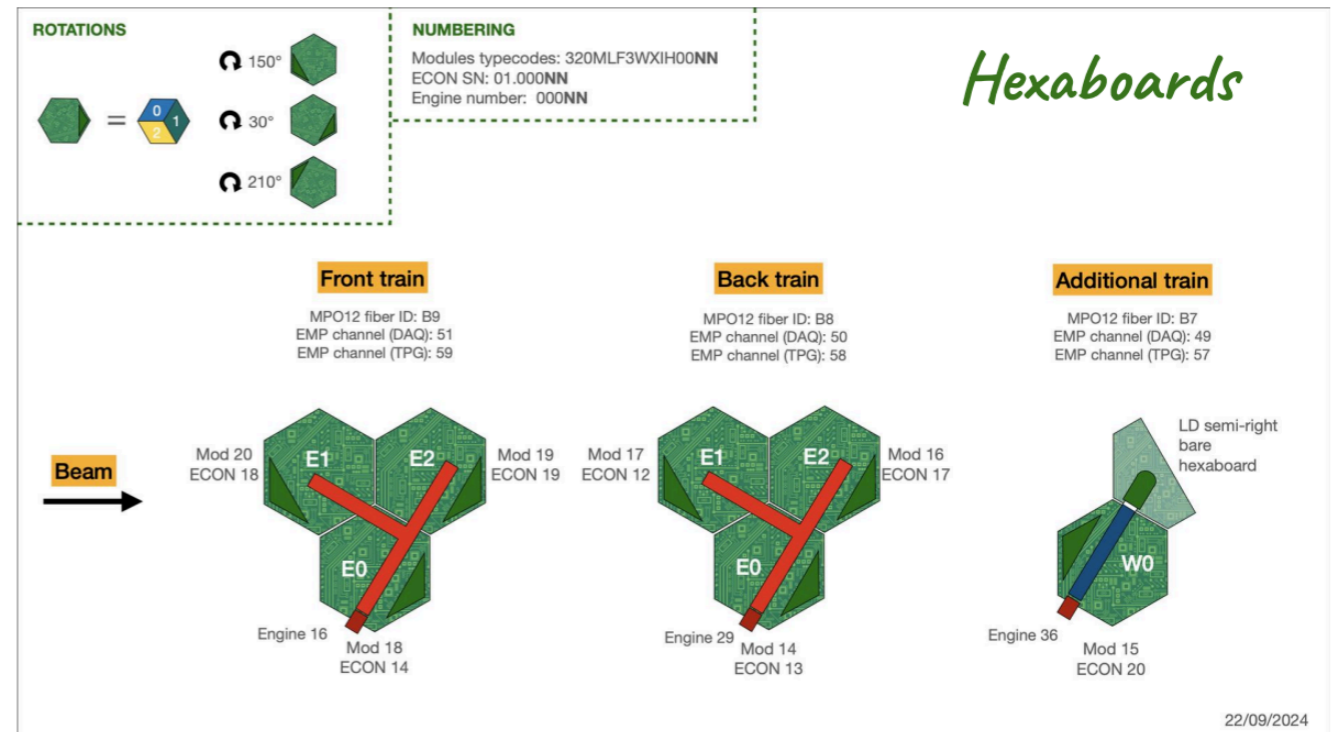 ROTATIONS
150°
0
1
2
30°
210°
NUMBERING
Modules typecodes: 320MLF3WXIH00NN
ECON SN: 01.000NN
Engine number: 000NN
Hexaboards
Front train
MPO12 fiber ID: B9
EMP channel (DAQ): 51
EMP channel (TPG): 59
Back train
MPO12 fiber ID: B8
EMP channel (DAQ): 50
EMP channel (TPG): 58
Additional train
MPO12 fiber ID: B7
EMP channel (DAQ): 49
EMP channel (TPG): 57
Beam
Mod 20
ECON 18
E1
E2
Mod 19
ECON 19
E0
Engine 16
Mod 18
ECON 14
Mod 17
ECON 12
E1
E2
Mod 16
ECON 17
E0
Engine 29
Mod 14
ECON 13
LD semi-right
bare
hexaboard
W0
Engine 36
Mod 15
ECON 20
22/09/2024